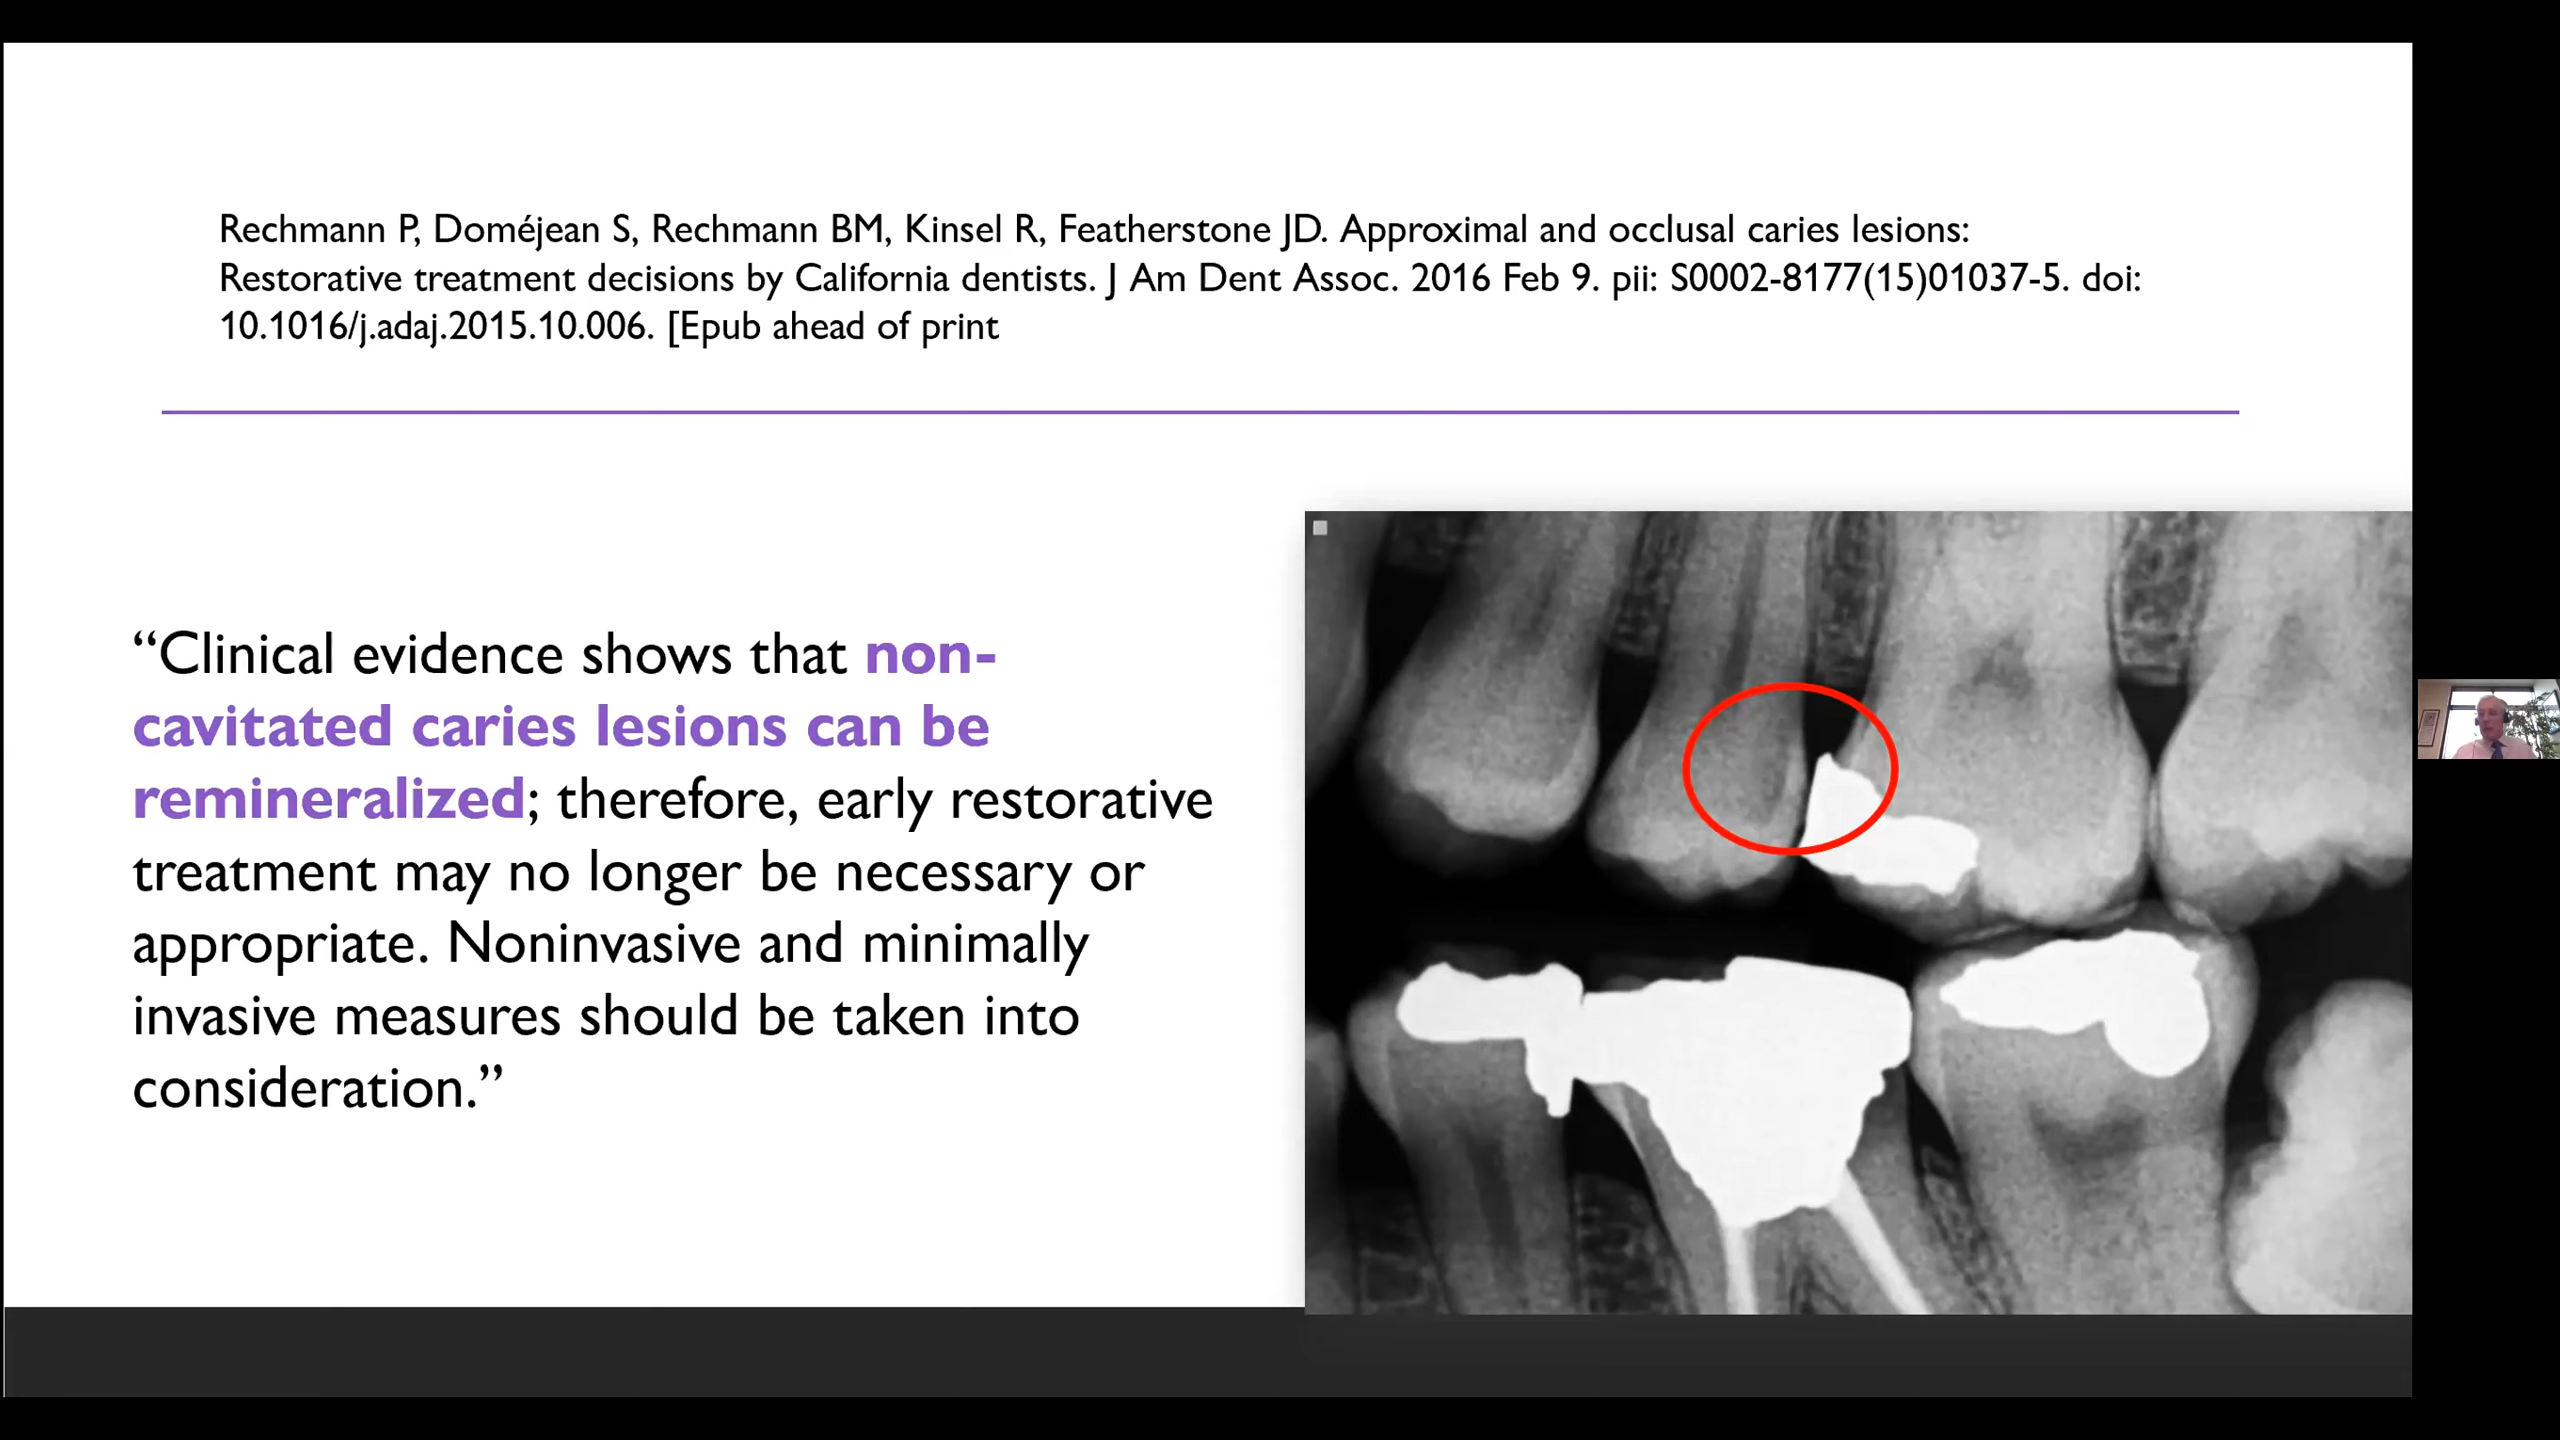 Rechmann P, Doméjean S, Rechmann BM, Kinsel R, Featherstone JD. Approximal and occlusal caries lesions:
Restorative treatment decisions by California dentists. J Am Dent Assoc. 2016 Feb 9. pii: S0002-8177(15)01037-5. doi:
10.1016/j.adaj.2015.10.006. [Epub ahead of print
“Clinical evidence shows that non-
cavitated caries lesions can be
remineralized; therefore, early restorative
treatment may no longer be necessary or
appropriate. Noninvasive and minimally
invasive measures should be taken into
consideration.”